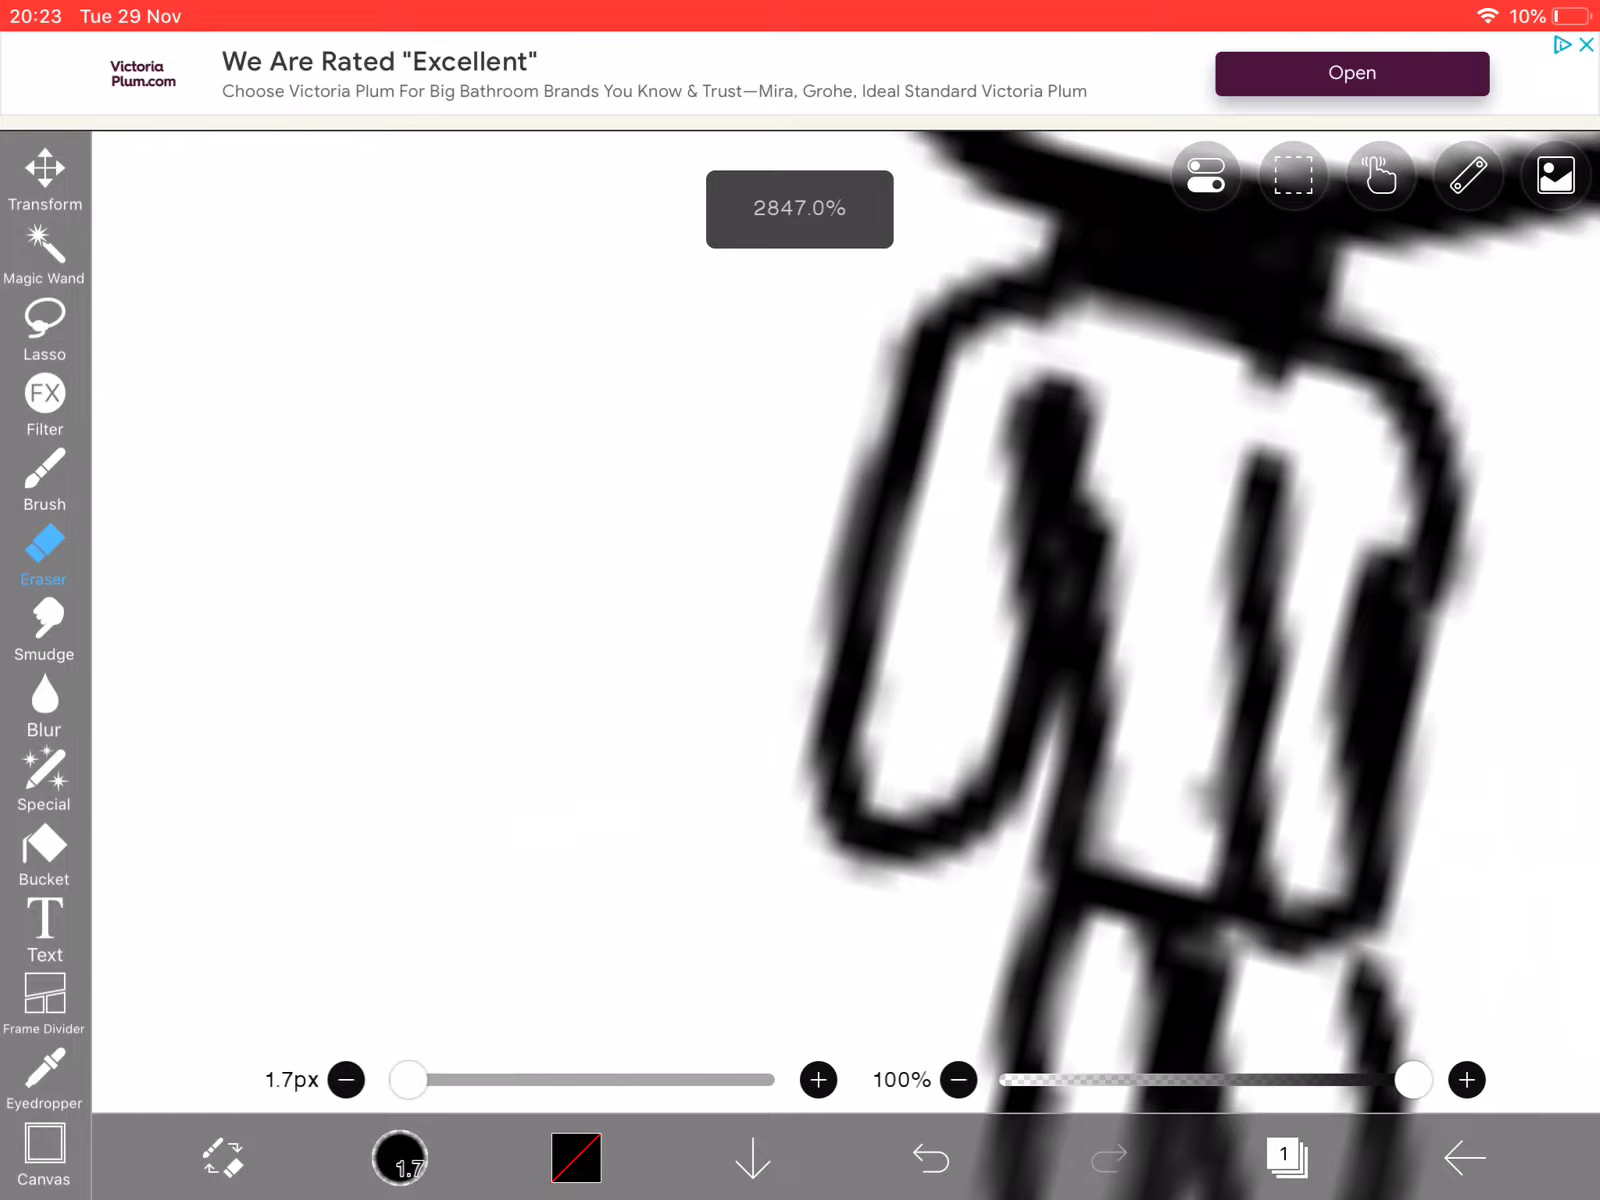 20:23 Tue 29 Nov
10%
Victoria
Plum.com
We Are Rated "Excellent"
Choose Victoria Plum For Big Bathroom Brands You Know & Trust—Mira, Grohe, Ideal Standard Victoria Plum
Open
2847.0%
Transform
Magic Wand
Lasso
FX
Filter
Brush
Eraser
Smudge
Blur
Special
Bucket
T
Text
Frame Divider
Eyedropper
Canvas
1.7px
100%
1.7
1